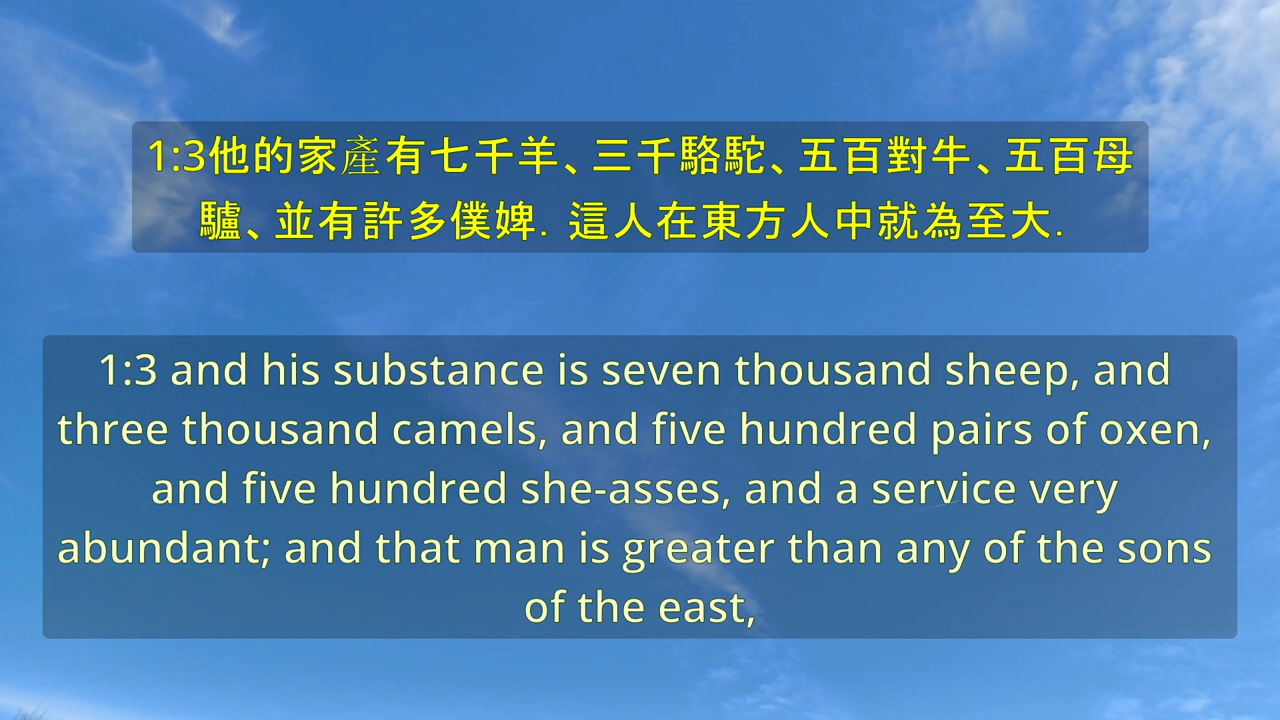 1:3他的家產有七千羊、三千駱駝、五百對牛、五百母
驢、並有許多僕婢. 這人在東方人中就為至大.
1:3 and his substance is seven thousand sheep, and
three thousand camels, and five hundred pairs of oxen,
and five hundred she-asses, and a service very
abundant; and that man is greater than any of the sons
of the east,